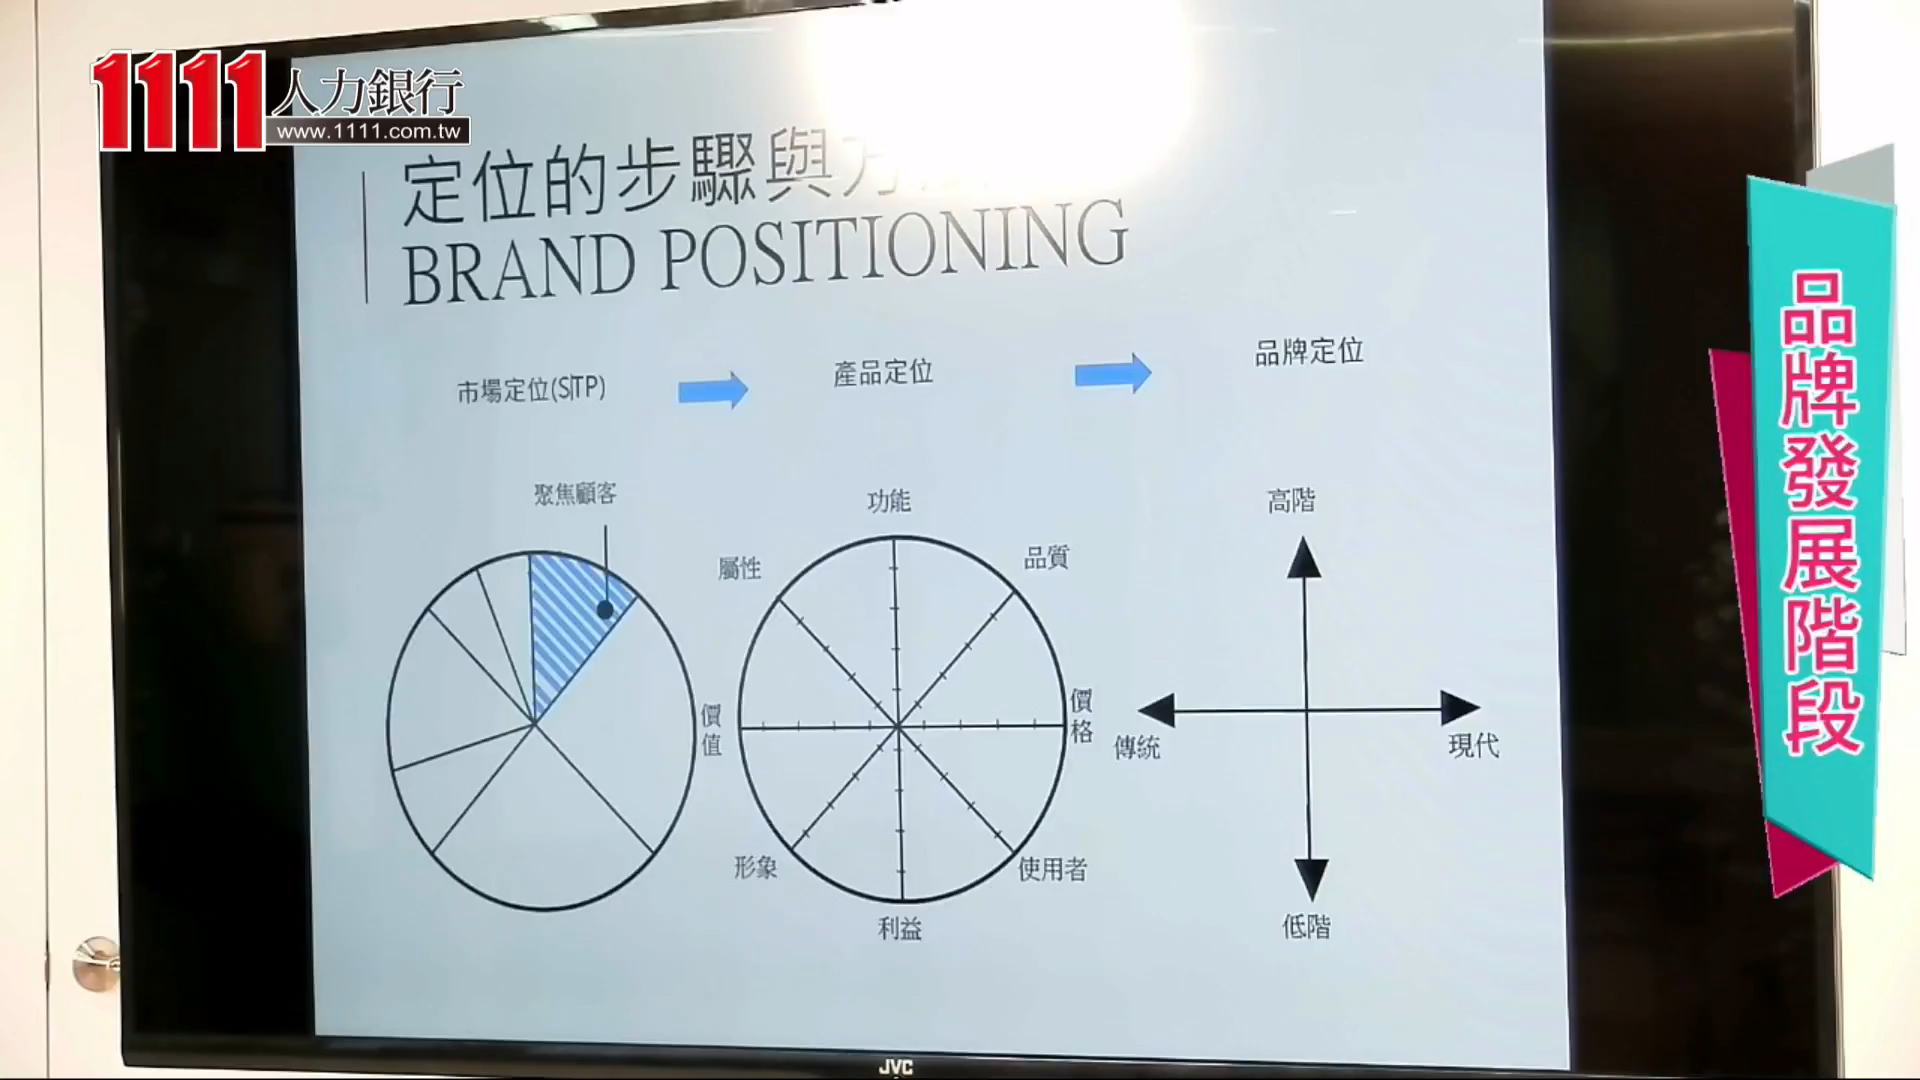 1111人力銀行
www.1111.com.tw
定位的步驟與方
BRAND POSITIONING
市場定位(STP)
產品定位
品牌定位
聚焦顧客
功能
屬性
品質
價值
價格
形象
使用者
利益
高階
傳統
現代
低階
品牌發展階段
JVC